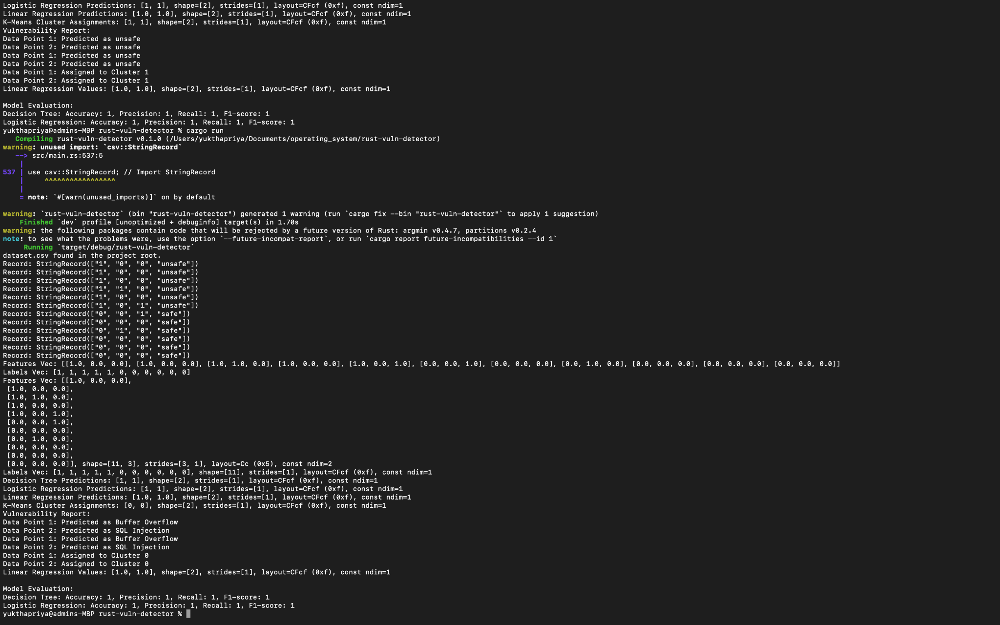 Logistic Regression Predictions: [1, 1], shape=[2], strides=[1], layout=CFcf (0xf), const ndim=1
Linear Regression Predictions: [1.0, 1.0], shape=[2], strides=[1], layout=CFcf (0xf), const ndim=1
K-Means Cluster Assignments: [1, 1], shape=[2], strides=[1], layout=CFcf (0xf), const ndim=1
Vulnerability Report:
Data Point 1: Predicted as unsafe
Data Point 2: Predicted as unsafe
Data Point 1: Predicted as unsafe
Data Point 2: Predicted as unsafe
Data Point 1: Assigned to Cluster 1
Data Point 2: Assigned to Cluster 1
Linear Regression Values: [1.0, 1.0], shape=[2], strides=[1], layout=CFcf (0xf), const ndim=1

Model Evaluation:
Decision Tree: Accuracy: 1, Precision: 1, Recall: 1, F1-score: 1
Logistic Regression: Accuracy: 1, Precision: 1, Recall: 1, F1-score: 1
yukthapriya@admins-MBP rust-vuln-detector % cargo run
   Compiling rust-vuln-detector v0.1.0 (/Users/yukthapriya/Documents/operating_system/rust-vuln-detector)
warning: unused import: `csv::StringRecord`
   --> src/main.rs:537:5
    |
537 | use csv::StringRecord; // Import StringRecord
    |     ^^^^^^^^^^^^^^^^^
    |
    = note: `#[warn(unused_imports)]` on by default

warning: `rust-vuln-detector` (bin "rust-vuln-detector") generated 1 warning (run `cargo fix --bin "rust-vuln-detector"` to apply 1 suggestion)
    Finished `dev` profile [unoptimized + debuginfo] target(s) in 1.70s
warning: the following packages contain code that will be rejected by a future version of Rust: argmin v0.4.7, partitions v0.2.4
note: to see what the problems were, use the option `--future-incompat-report`, or run `cargo report future-incompatibilities --id 1`
     Running `target/debug/rust-vuln-detector`
dataset.csv found in the project root.
Record: StringRecord(["1", "0", "0", "unsafe"])
Record: StringRecord(["1", "0", "0", "unsafe"])
Record: StringRecord(["1", "0", "0", "unsafe"])
Record: StringRecord(["1", "1", "0", "unsafe"])
Record: StringRecord(["1", "0", "0", "unsafe"])
Record: StringRecord(["1", "0", "1", "unsafe"])
Record: StringRecord(["0", "0", "1", "safe"])
Record: StringRecord(["0", "0", "0", "safe"])
Record: StringRecord(["0", "1", "0", "safe"])
Record: StringRecord(["0", "0", "0", "safe"])
Record: StringRecord(["0", "0", "0", "safe"])
Record: StringRecord(["0", "0", "0", "safe"])
Features Vec: [[1.0, 0.0, 0.0], [1.0, 0.0, 0.0], [1.0, 1.0, 0.0], [1.0, 0.0, 0.0], [1.0, 0.0, 1.0], [0.0, 0.0, 1.0], [0.0, 0.0, 0.0], [0.0, 1.0, 0.0], [0.0, 0.0, 0.0], [0.0, 0.0, 0.0], [0.0, 0.0, 0.0]]
Labels Vec: [1, 1, 1, 1, 1, 0, 0, 0, 0, 0, 0]
Features Vec: [[1.0, 0.0, 0.0],
 [1.0, 0.0, 0.0],
 [1.0, 1.0, 0.0],
 [1.0, 0.0, 0.0],
 [1.0, 0.0, 1.0],
 [0.0, 0.0, 1.0],
 [0.0, 0.0, 0.0],
 [0.0, 1.0, 0.0],
 [0.0, 0.0, 0.0],
 [0.0, 0.0, 0.0],
 [0.0, 0.0, 0.0]], shape=[11, 3], strides=[3, 1], layout=Cc (0x5), const ndim=2
Labels Vec: [1, 1, 1, 1, 1, 0, 0, 0, 0, 0, 0], shape=[11], strides=[1], layout=CFcf (0xf), const ndim=1
Decision Tree Predictions: [1, 1], shape=[2], strides=[1], layout=CFcf (0xf), const ndim=1
Logistic Regression Predictions: [1, 1], shape=[2], strides=[1], layout=CFcf (0xf), const ndim=1
Linear Regression Predictions: [1.0, 1.0], shape=[2], strides=[1], layout=CFcf (0xf), const ndim=1
K-Means Cluster Assignments: [0, 0], shape=[2], strides=[1], layout=CFcf (0xf), const ndim=1
Vulnerability Report:
Data Point 1: Predicted as Buffer Overflow
Data Point 2: Predicted as SQL Injection
Data Point 1: Predicted as Buffer Overflow
Data Point 2: Predicted as SQL Injection
Data Point 1: Assigned to Cluster 0
Data Point 2: Assigned to Cluster 0
Linear Regression Values: [1.0, 1.0], shape=[2], strides=[1], layout=CFcf (0xf), const ndim=1

Model Evaluation:
Decision Tree: Accuracy: 1, Precision: 1, Recall: 1, F1-score: 1
Logistic Regression: Accuracy: 1, Precision: 1, Recall: 1, F1-score: 1
yukthapriya@admins-MBP rust-vuln-detector %